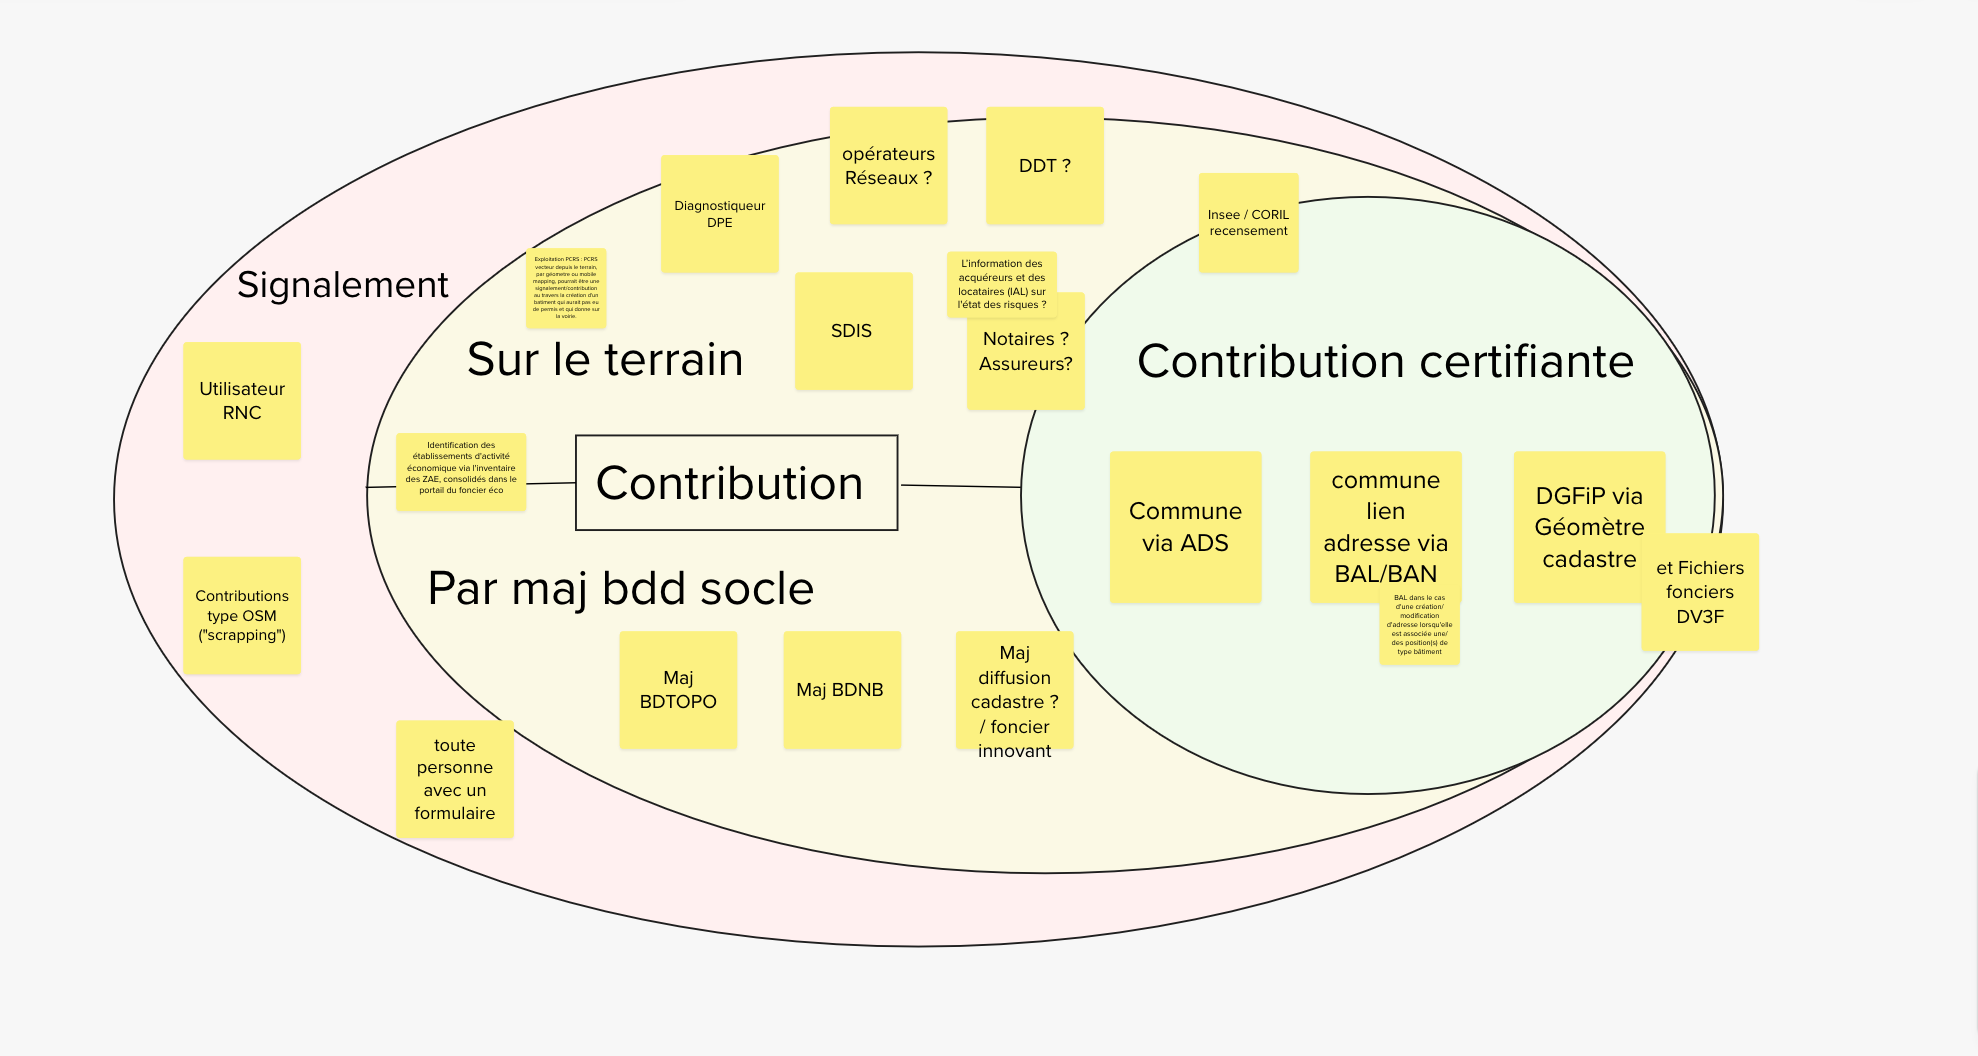 opérateurs
Réseaux ?
DDT ?
Diagnostiqueur
DPE
Insee / CORIL
recensement
Exploitation PCRS : PCRS
vecteur depuis le terrain,
par géometre ou mobile
mapping, pourrait être une
signalement/contribution
au travers la création d'un
batiment qui aurait pas eu
de permis et qui donne sur
la voirie.
L'information des
acquéreurs et des
locataires (IAL) sur
l'état des risques ?
Signalement
SDIS
Notaires ?
Assureurs?
Sur le terrain
Contribution certifiante
Utilisateur
RNC
Identification des
établissements d'activité
économique via l'inventaire
des ZAE, consolidés dans le
portail du foncier éco
Contribution
Commune
via ADS
commune
lien
adresse via
BAL/BAN
DGFiP via
Géomètre
cadastre
et Fichiers
fonciers
DV3F
BAL dans le cas
d'une création/
modification
d'adresse lorsqu'elle
est associée une/
des position(s) de
type bâtiment
Contributions
type OSM
("scrapping")
Par maj bdd socle
Maj
BDTOPO
Maj BDNB
Maj
diffusion
cadastre ?
/ foncier
innovant
toute
personne
avec un
formulaire